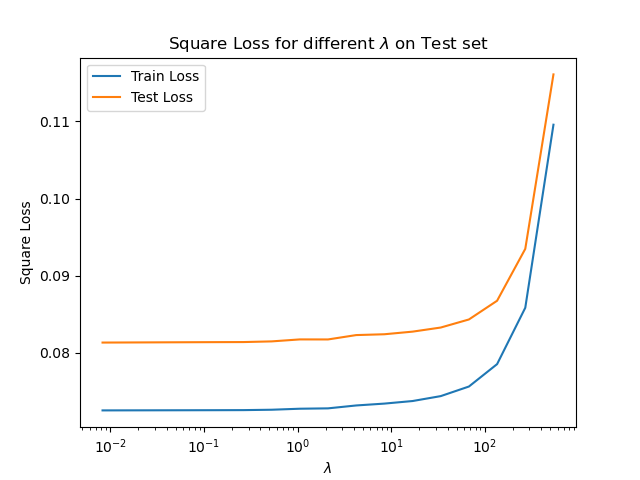 Square Loss for different λ on Test set
Train Loss
Test Loss
Square Loss
0.11
0.10
0.09
0.08
10⁻² 10⁻¹ 10⁰ 10¹ 10²
λ